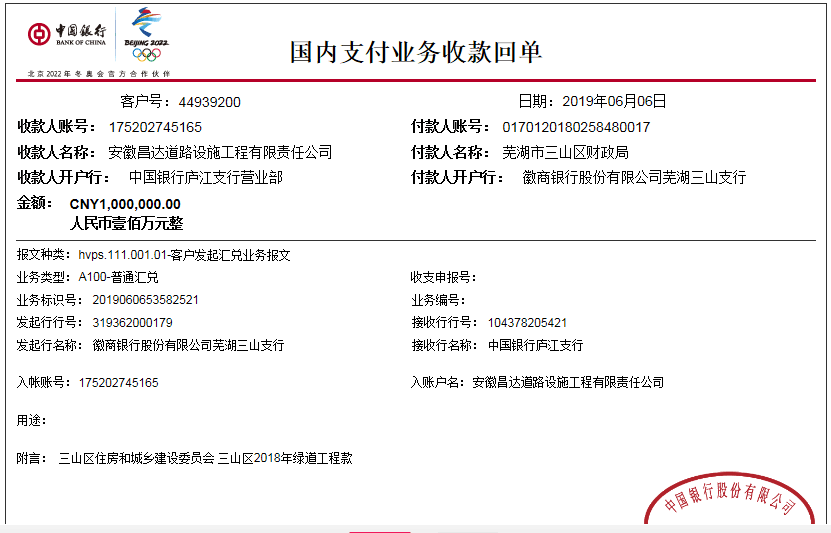 中国银行
BANK OF CHINA
BEIJING 2022
北京2022年冬奥会官方合作伙伴
国内支付业务收款回单
客户号：44939200 日期：2019年06月06日
收款人账号：175202745165 付款人账号：0170120180258480017
收款人名称：安徽昌达道路设施工程有限责任公司 付款人名称：芜湖市三山区财政局
收款人开户行：中国银行庐江支行营业部 付款人开户行：徽商银行股份有限公司芜湖三山支行
金额：CNY1,000,000.00
人民币壹佰万元整
报文种类：hvps.111.001.01-客户发起汇兑业务报文
业务类型：A100-普通汇兑 收支申报号：
业务标识号：2019060653582521 业务编号：
发起行行号：319362000179 接收行行号：104378205421
发起行名称：徽商银行股份有限公司芜湖三山支行 接收行名称：中国银行庐江支行
入帐账号：175202745165 入账户名：安徽昌达道路设施工程有限责任公司
用途：
附言：三山区住房和城乡建设委员会 三山区2018年绿道工程款
中国银行股份有限公司